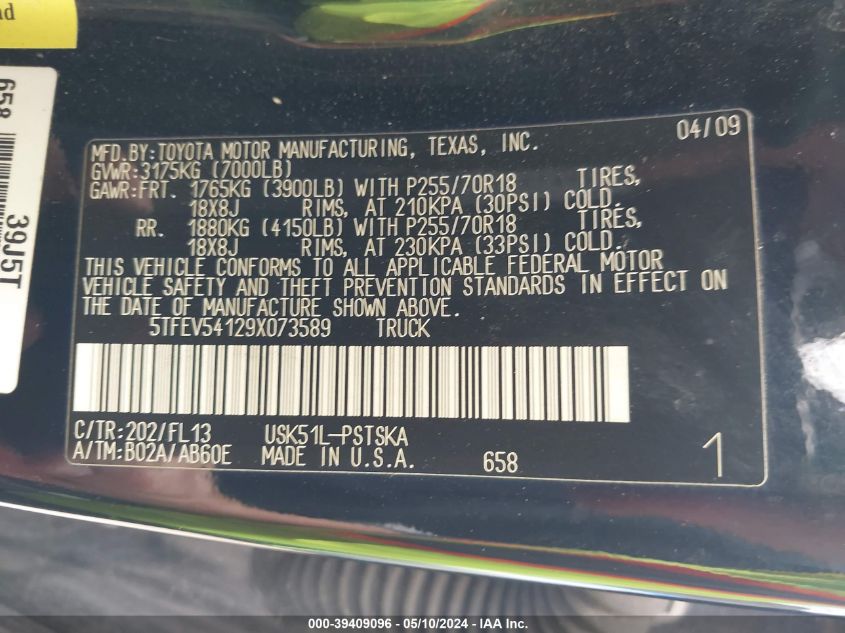 nd
658
39J5T
04/09
MFD.BY:TOYOTA MOTOR MANUFACTURING, TEXAS, INC.
GVWR:3175KG (7000LB)
GAWR:FRT. 1765KG (3900LB) WITH P255/70R18 TIRES,
18X8J RIMS, AT 210KPA (30PSI) COLD.
RR. 1880KG (4150LB) WITH P255/70R18 TIRES,
18X8J RIMS, AT 230KPA (33PSI) COLD.
THIS VEHICLE CONFORMS TO ALL APPLICABLE FEDERAL MOTOR
VEHICLE SAFETY AND THEFT PREVENTION STANDARDS IN EFFECT ON
THE DATE OF MANUFACTURE SHOWN ABOVE.
5TFEV54129X073589 TRUCK
C/TR:202/FL13 USK51L-PSTSKA
A/TM:B02A/AB60E MADE IN U.S.A. 658 1
000-39409096 - 05/10/2024 - IAA Inc.